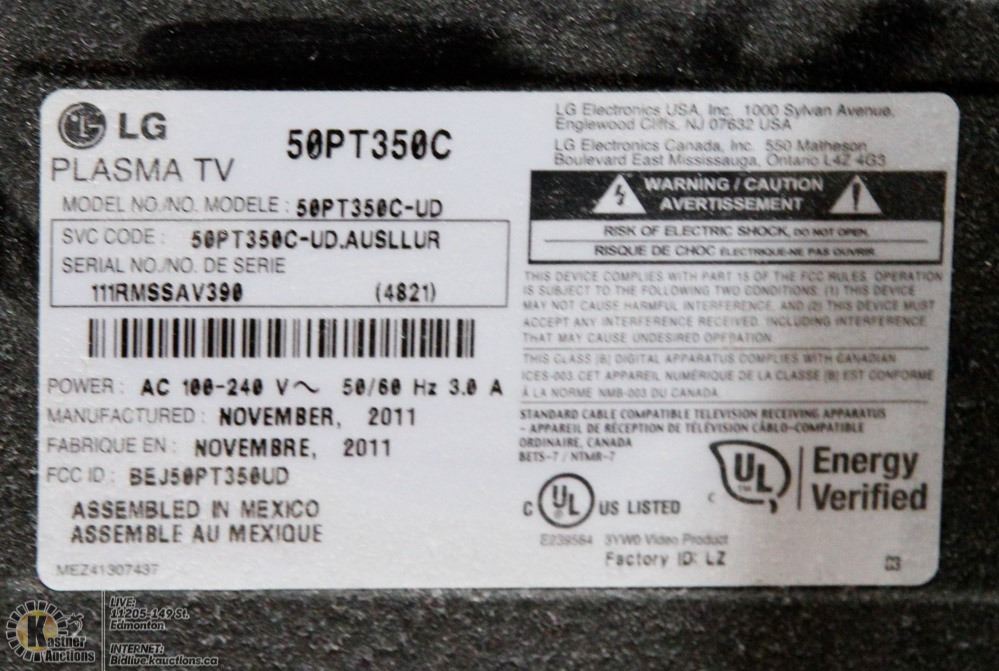 LG
50PT350C
PLASMA TV
MODEL NO./NO. MODELE : 50PT350C-UD
SVC CODE : 50PT350C-UD.AUSLLUR
SERIAL NO./NO. DE SERIE
111RMSSAV390 (4821)
POWER : AC 100-240 V～ 50/60 Hz 3.0 A
MANUFACTURED : NOVEMBER, 2011
FABRIQUE EN : NOVEMBRE, 2011
FCC ID : BEJ50PT350UD
ASSEMBLED IN MEXICO
ASSEMBLE AU MEXIQUE
MEZ41307437
LG Electronics USA, Inc. 1000 Sylvan Avenue,
Englewood Cliffs, NJ 07632 USA
LG Electronics Canada, Inc. 550 Matheson
Boulevard East Mississauga, Ontario L4Z 4G3
WARNING / CAUTION
AVERTISSEMENT
RISK OF ELECTRIC SHOCK, DO NOT OPEN.
RISQUE DE CHOC ELECTRIQUE-NE PAS OUVRIR.
THIS DEVICE COMPLIES WITH PART 15 OF THE FCC RULES. OPERATION
IS SUBJECT TO THE FOLLOWING TWO CONDITIONS: (1) THIS DEVICE
MAY NOT CAUSE HARMFUL INTERFERENCE, AND (2) THIS DEVICE MUST
ACCEPT ANY INTERFERENCE RECEIVED, INCLUDING INTERFERENCE
THAT MAY CAUSE UNDESIRED OPERATION.
THIS CLASS [B] DIGITAL APPARATUS COMPLIES WITH CANADIAN
ICES-003. CET APPAREIL NUMÉRIQUE DE LA CLASSE [B] EST CONFORME
À LA NORME NMB-003 DU CANADA.
STANDARD CABLE COMPATIBLE TELEVISION RECEIVING APPARATUS
- APPAREIL DE RÉCEPTION DE TÉLÉVISION CÂBLO-COMPATIBLE
ORDINAIRE, CANADA
BETS-7 / NTMR-7
C UL ® US LISTED
E239564 3YW0 Video Product
Factory ID: LZ
C UL ™ Energy
Verified
03
Kastner
Auctions
LIVE:
11205-149 St.
Edmonton
INTERNET:
Bidlive.kauctions.ca